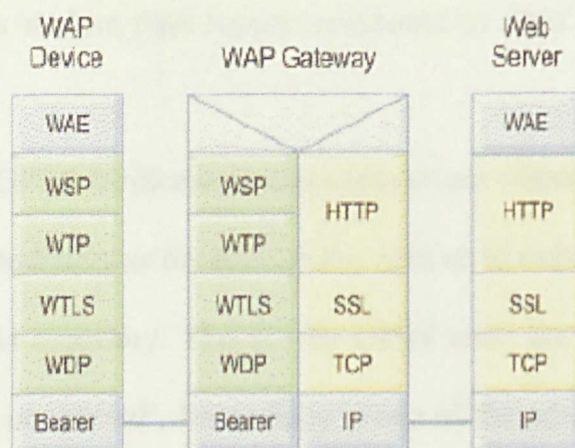 WAP Device
WAP Gateway
Web Server
WAE
WAE
WSP
WSP
HTTP
HTTP
WTP
WTP
WTLS
WTLS
SSL
SSL
WDP
WDP
TCP
TCP
Bearer
Bearer
IP
IP